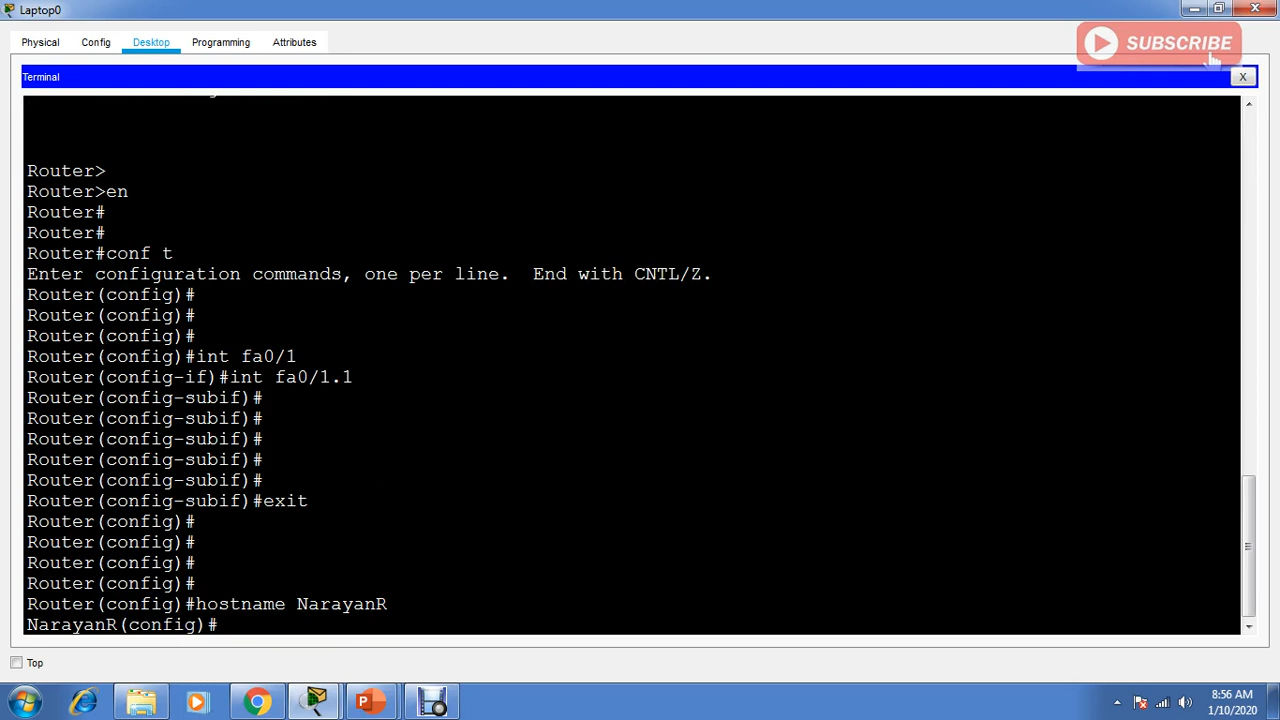 Laptop0
Physical Config Desktop Programming Attributes
SUBSCRIBE
Terminal
X
Router>
Router>en
Router#
Router#
Router#conf t
Enter configuration commands, one per line.  End with CNTL/Z.
Router(config)#
Router(config)#
Router(config)#
Router(config)#int fa0/1
Router(config-if)#int fa0/1.1
Router(config-subif)#
Router(config-subif)#
Router(config-subif)#
Router(config-subif)#
Router(config-subif)#
Router(config-subif)#exit
Router(config)#
Router(config)#
Router(config)#
Router(config)#
Router(config)#hostname NarayanR
NarayanR(config)#
Top
8:56 AM
1/10/2020